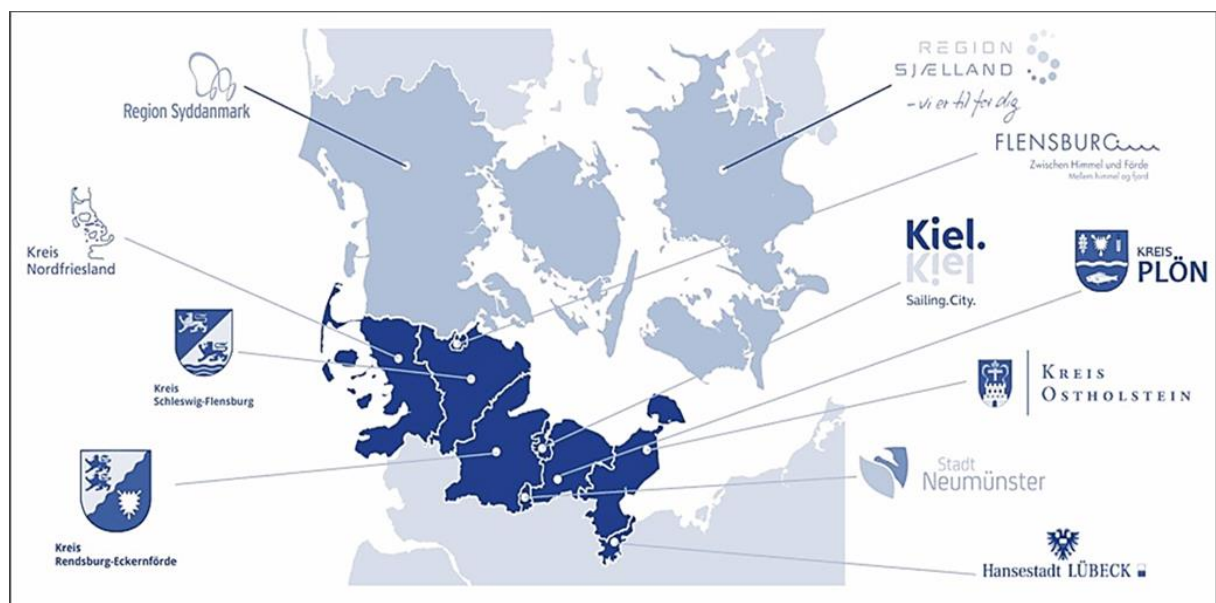 Region Syddanmark
REGION
SJÆLLAND
– vi er til for dig
FLENSBURG
Zwischen Himmel und Förde
Mellem himmel og fjord
Kreis
Nordfriesland
Kiel.
Kiel
Sailing.City.
KREIS
PLÖN
Kreis
Schleswig-Flensburg
KREIS
OSTHOLSTEIN
Stadt
Neumünster
Kreis
Rendsburg-Eckernförde
Hansestadt LÜBECK